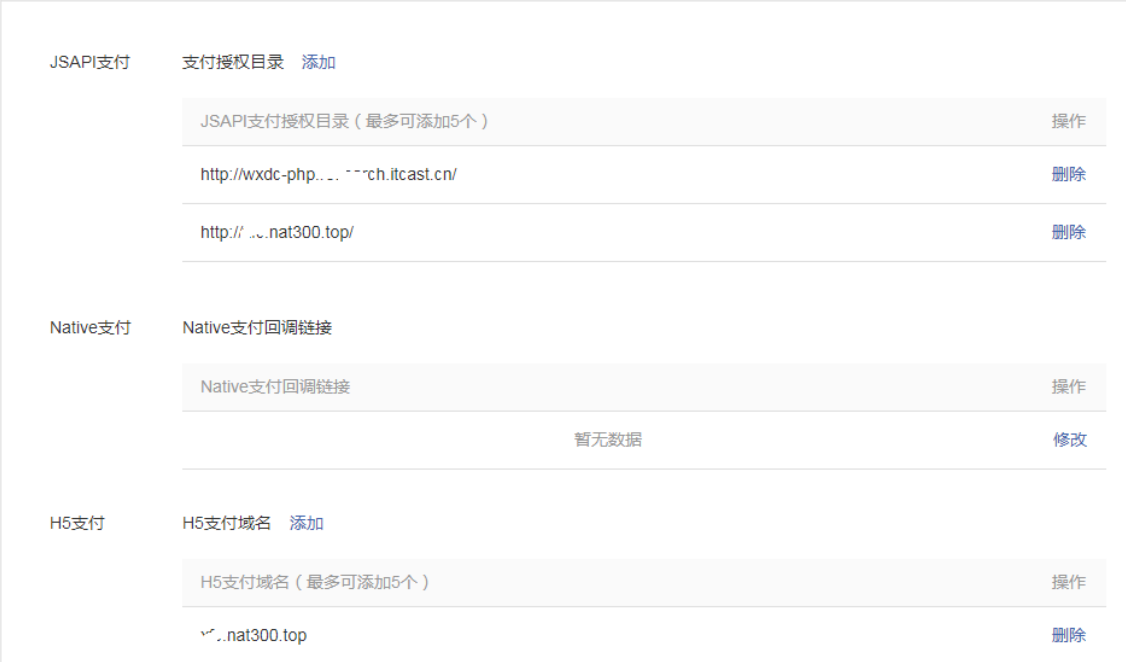 JSAPI支付 支付授权目录 添加
JSAPI支付授权目录（最多可添加5个） 操作
http://wxdc-php. ch.itcast.cn/ 删除
http:// .nat300.top/ 删除
Native支付 Native支付回调链接
Native支付回调链接 操作
暂无数据 修改
H5支付 H5支付域名 添加
H5支付域名（最多可添加5个） 操作
.nat300.top 删除